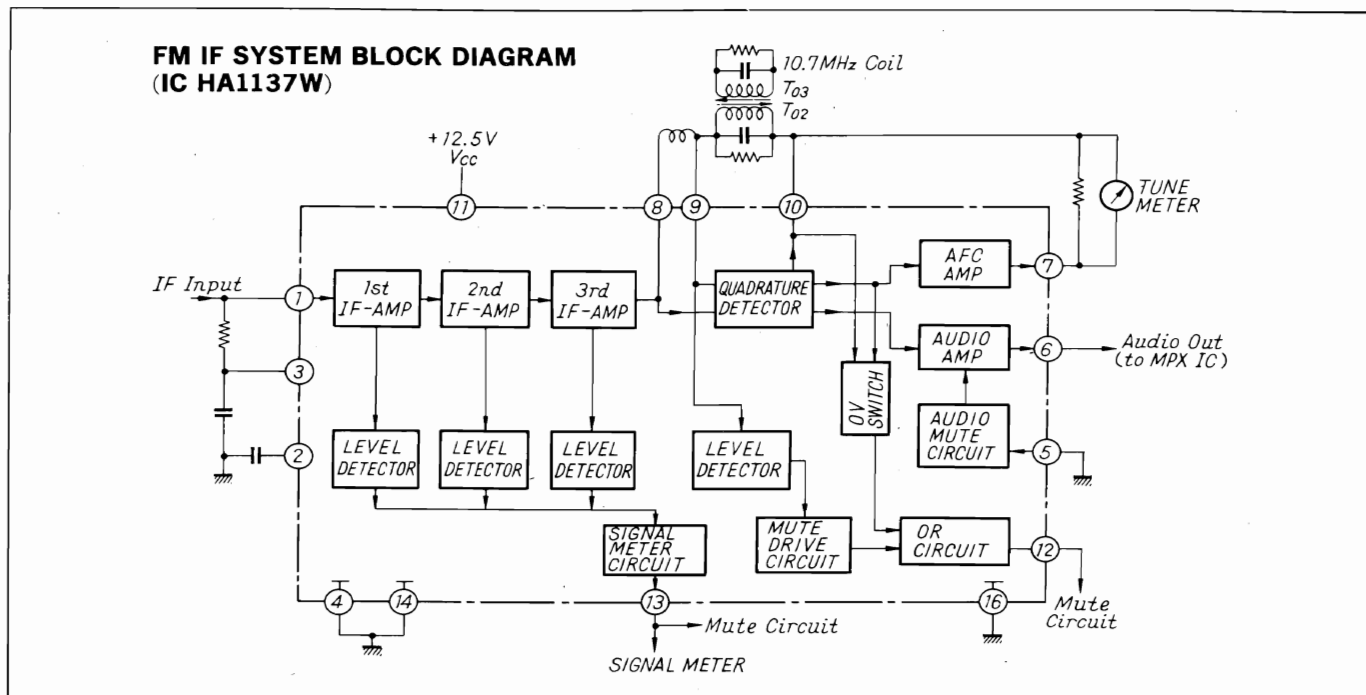 FM IF SYSTEM BLOCK DIAGRAM
(IC HA1137W)
10.7MHz Coil
T03
T02
+12.5V
Vcc
11
8
9
10
TUNE
METER
IF Input
1
1st
IF-AMP
2nd
IF-AMP
3rd
IF-AMP
QUADRATURE
DETECTOR
AFC
AMP
7
AUDIO
AMP
6
Audio Out
(to MPX IC)
3
OV
SWITCH
AUDIO
MUTE
CIRCUIT
5
2
LEVEL
DETECTOR
LEVEL
DETECTOR
LEVEL
DETECTOR
LEVEL
DETECTOR
SIGNAL
METER
CIRCUIT
MUTE
DRIVE
CIRCUIT
OR
CIRCUIT
12
4
14
13
16
Mute Circuit
Mute
Circuit
SIGNAL METER